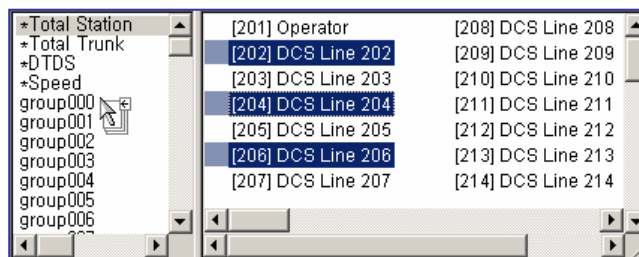 *Total Station
*Total Trunk
*DTDS
*Speed
group000
group001
group002
group003
group004
group005
group006
[201] Operator
[202] DCS Line 202
[203] DCS Line 203
[204] DCS Line 204
[205] DCS Line 205
[206] DCS Line 206
[207] DCS Line 207
[208] DCS Line 208
[209] DCS Line 209
[210] DCS Line 210
[211] DCS Line 211
[212] DCS Line 212
[213] DCS Line 213
[214] DCS Line 214